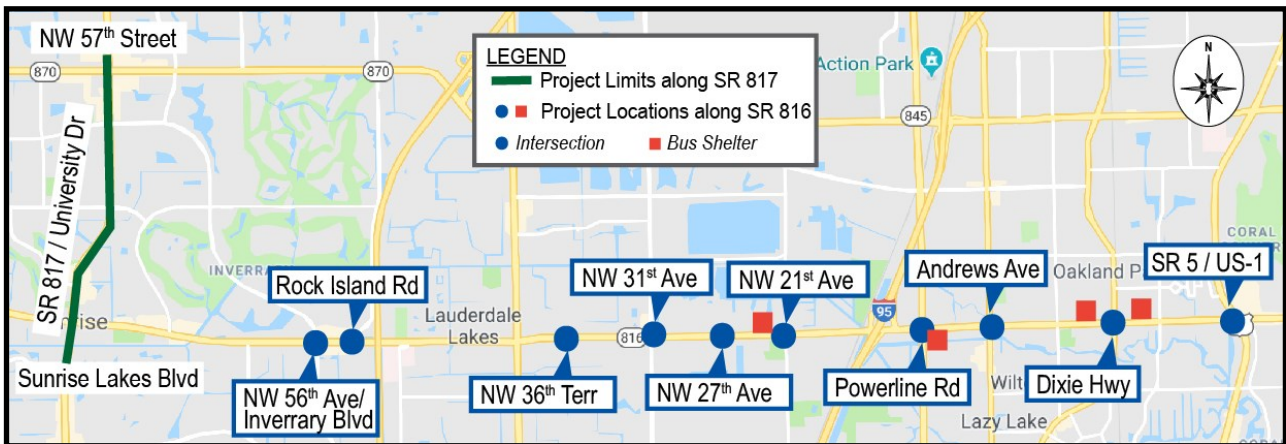 NW 57th Street
870
870
SR 817 / University Dr
LEGEND
Project Limits along SR 817
Project Locations along SR 816
Intersection
Bus Shelter
Action Park
N
845
INVERRA
Rock Island Rd
Lauderdale
Lakes
NW 31st Ave
NW 21st Ave
Andrews Ave
Oakland P
CORAL
SR 5 / US-1
95
816
rise
Sunrise Lakes Blvd
NW 56th Ave/
Inverrary Blvd
NW 36th Terr
NW 27th Ave
Powerline Rd
Wilt
Dixie Hwy
Lazy Lake